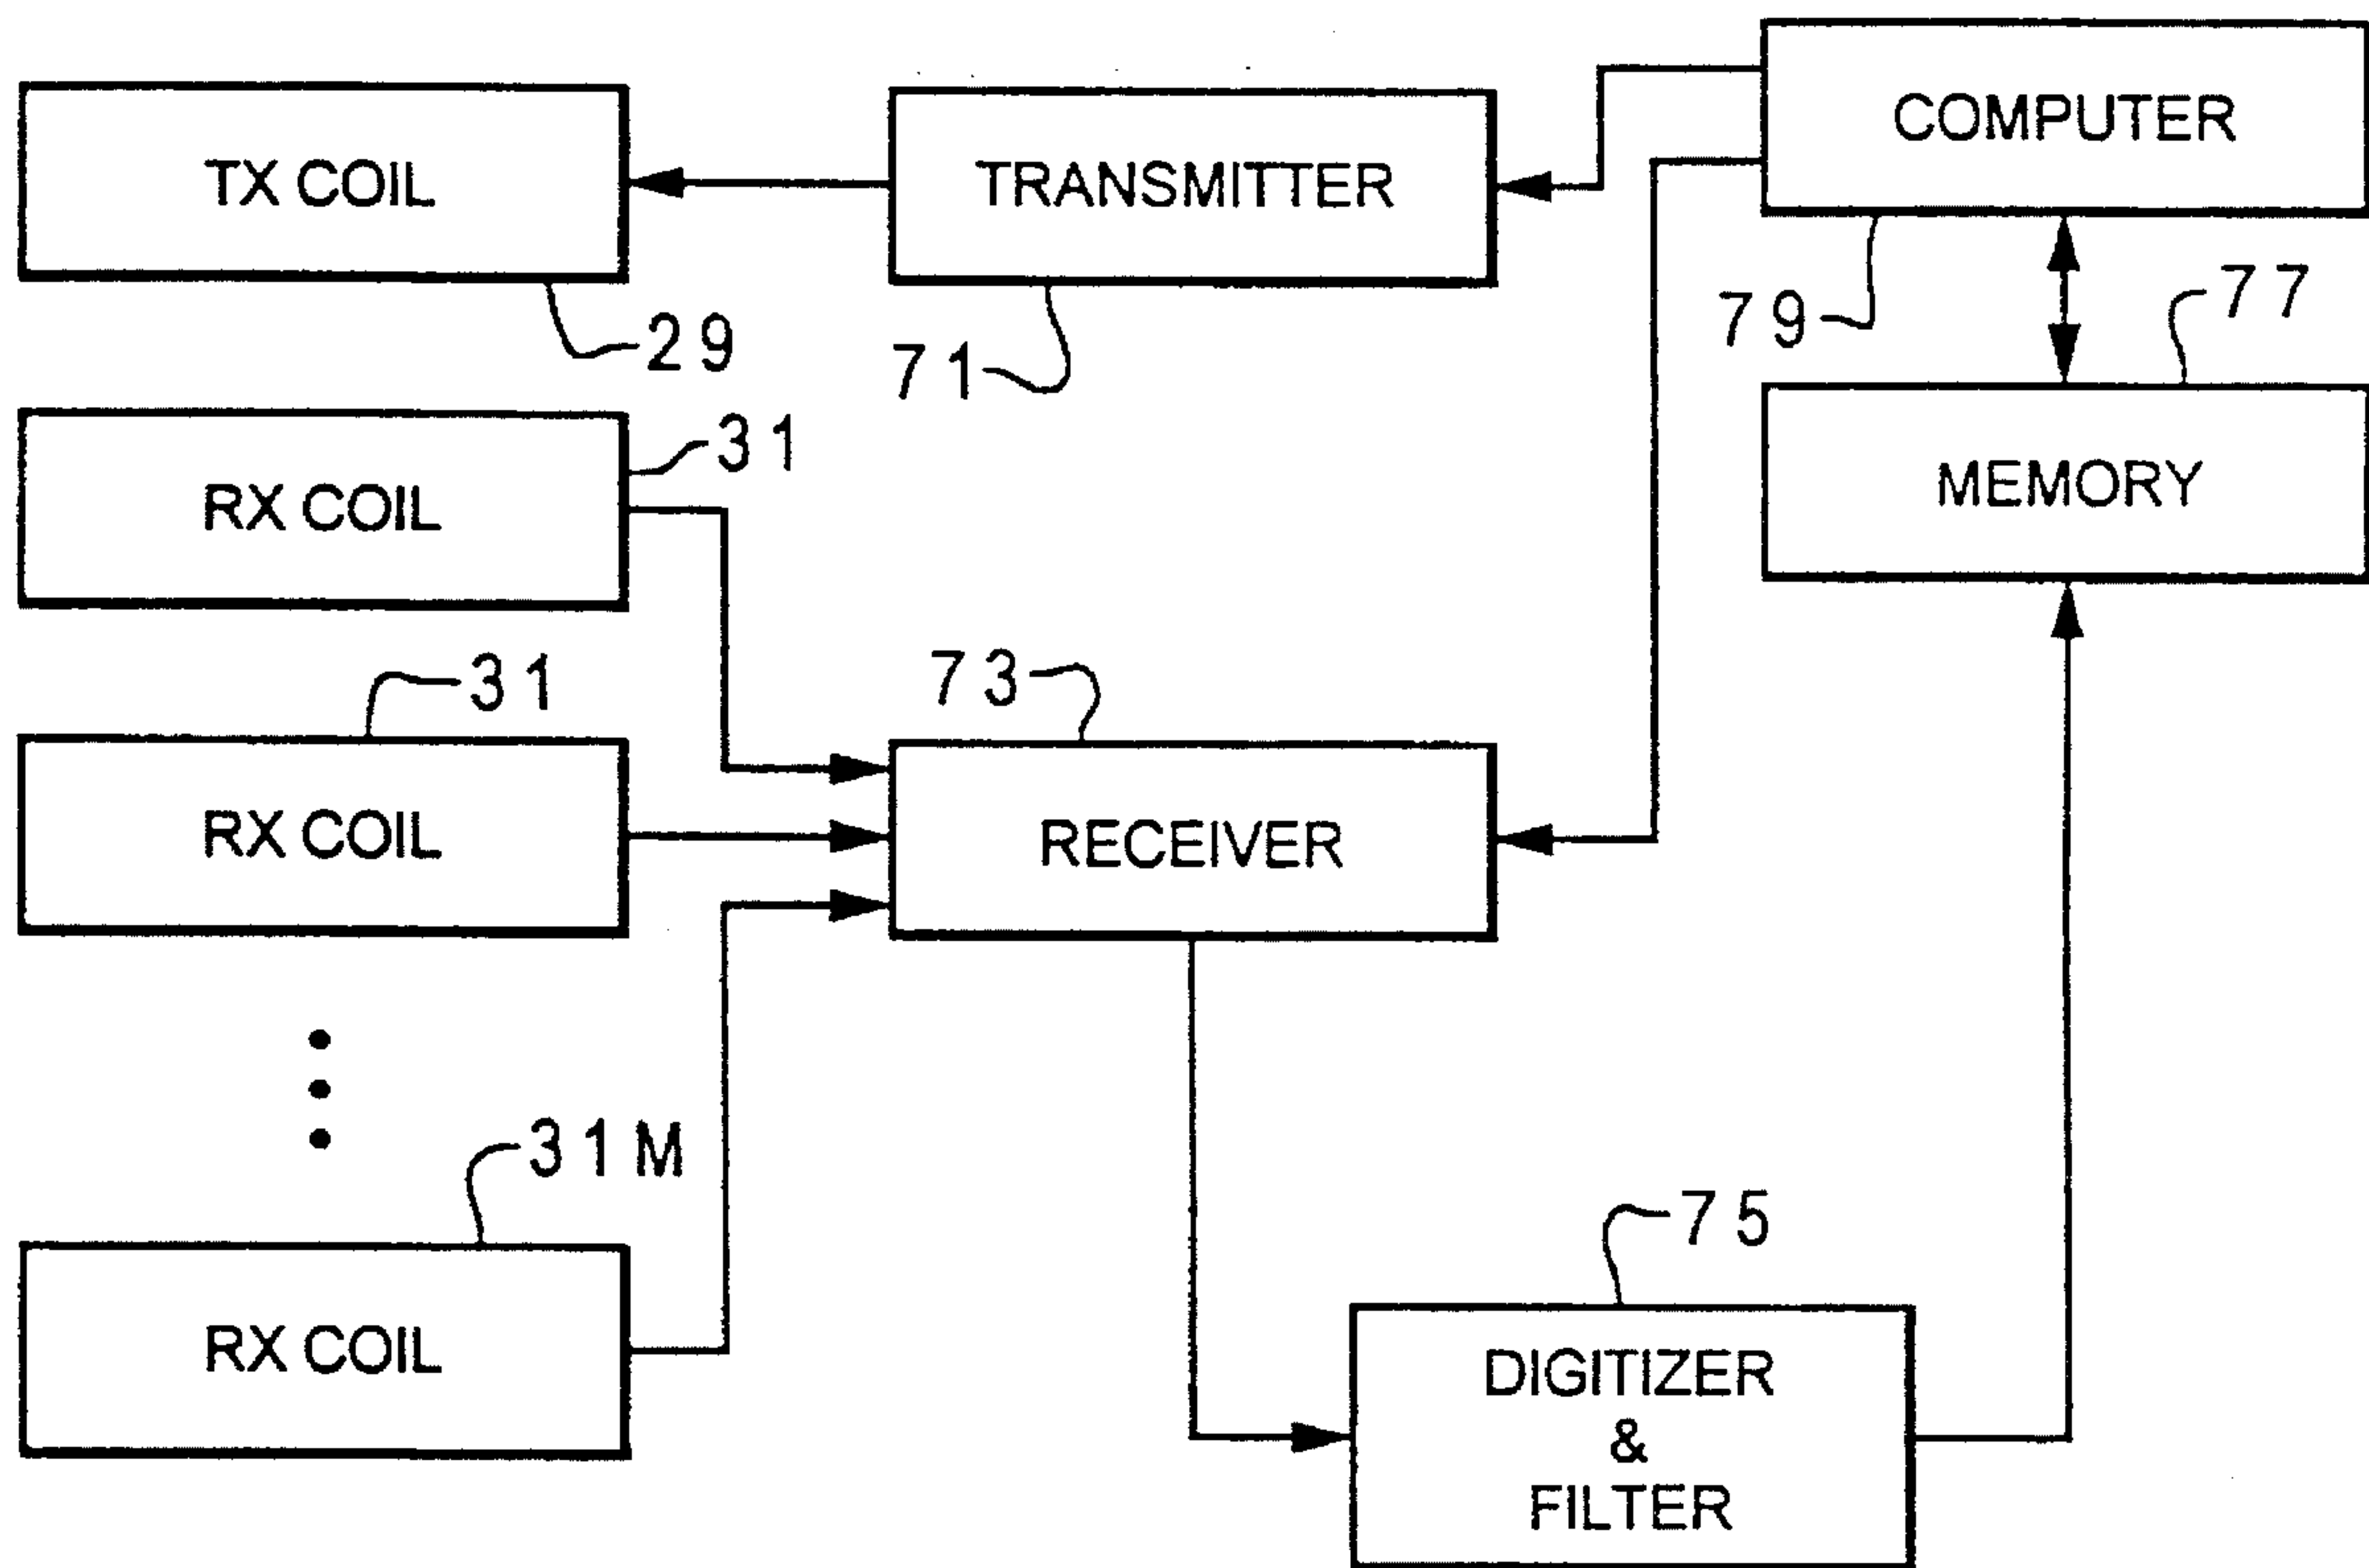 COMPUTER
TX COIL
TRANSMITTER
79
77
29
71
RX COIL
31
MEMORY
31
73
RX COIL
RECEIVER
31M
75
RX COIL
DIGITIZER
&
FILTER